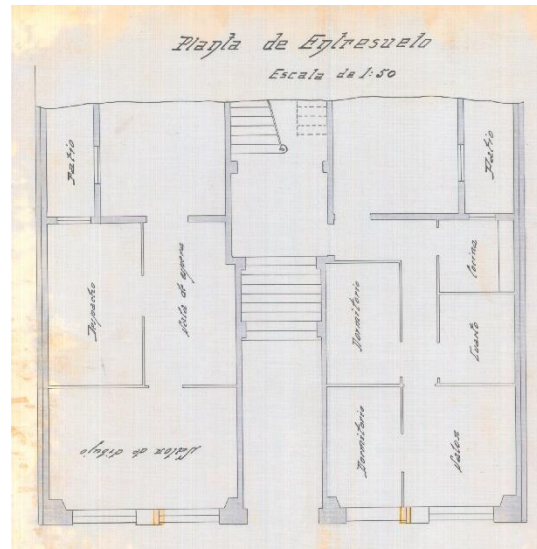 Planta de Entresuelo
Escala de 1:50
Patio
Patio
Despacho
Sala de espera
Dormitorio
Cocina
Cuarto
Salon de dibujo
Dormitorio
Salon